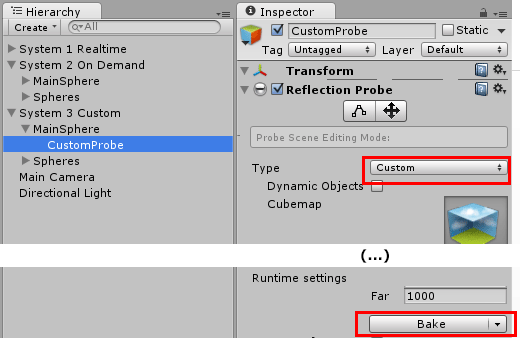 Hierarchy
Create
All
System 1 Realtime
System 2 On Demand
MainSphere
Spheres
System 3 Custom
MainSphere
CustomProbe
Spheres
Main Camera
Directional Light
Inspector
CustomProbe
Static
Tag Untagged Layer Default
Transform
Reflection Probe
Probe Scene Editing Mode:
Type Custom
Dynamic Objects
Cubemap
(...)
Runtime settings
Far 1000
Bake